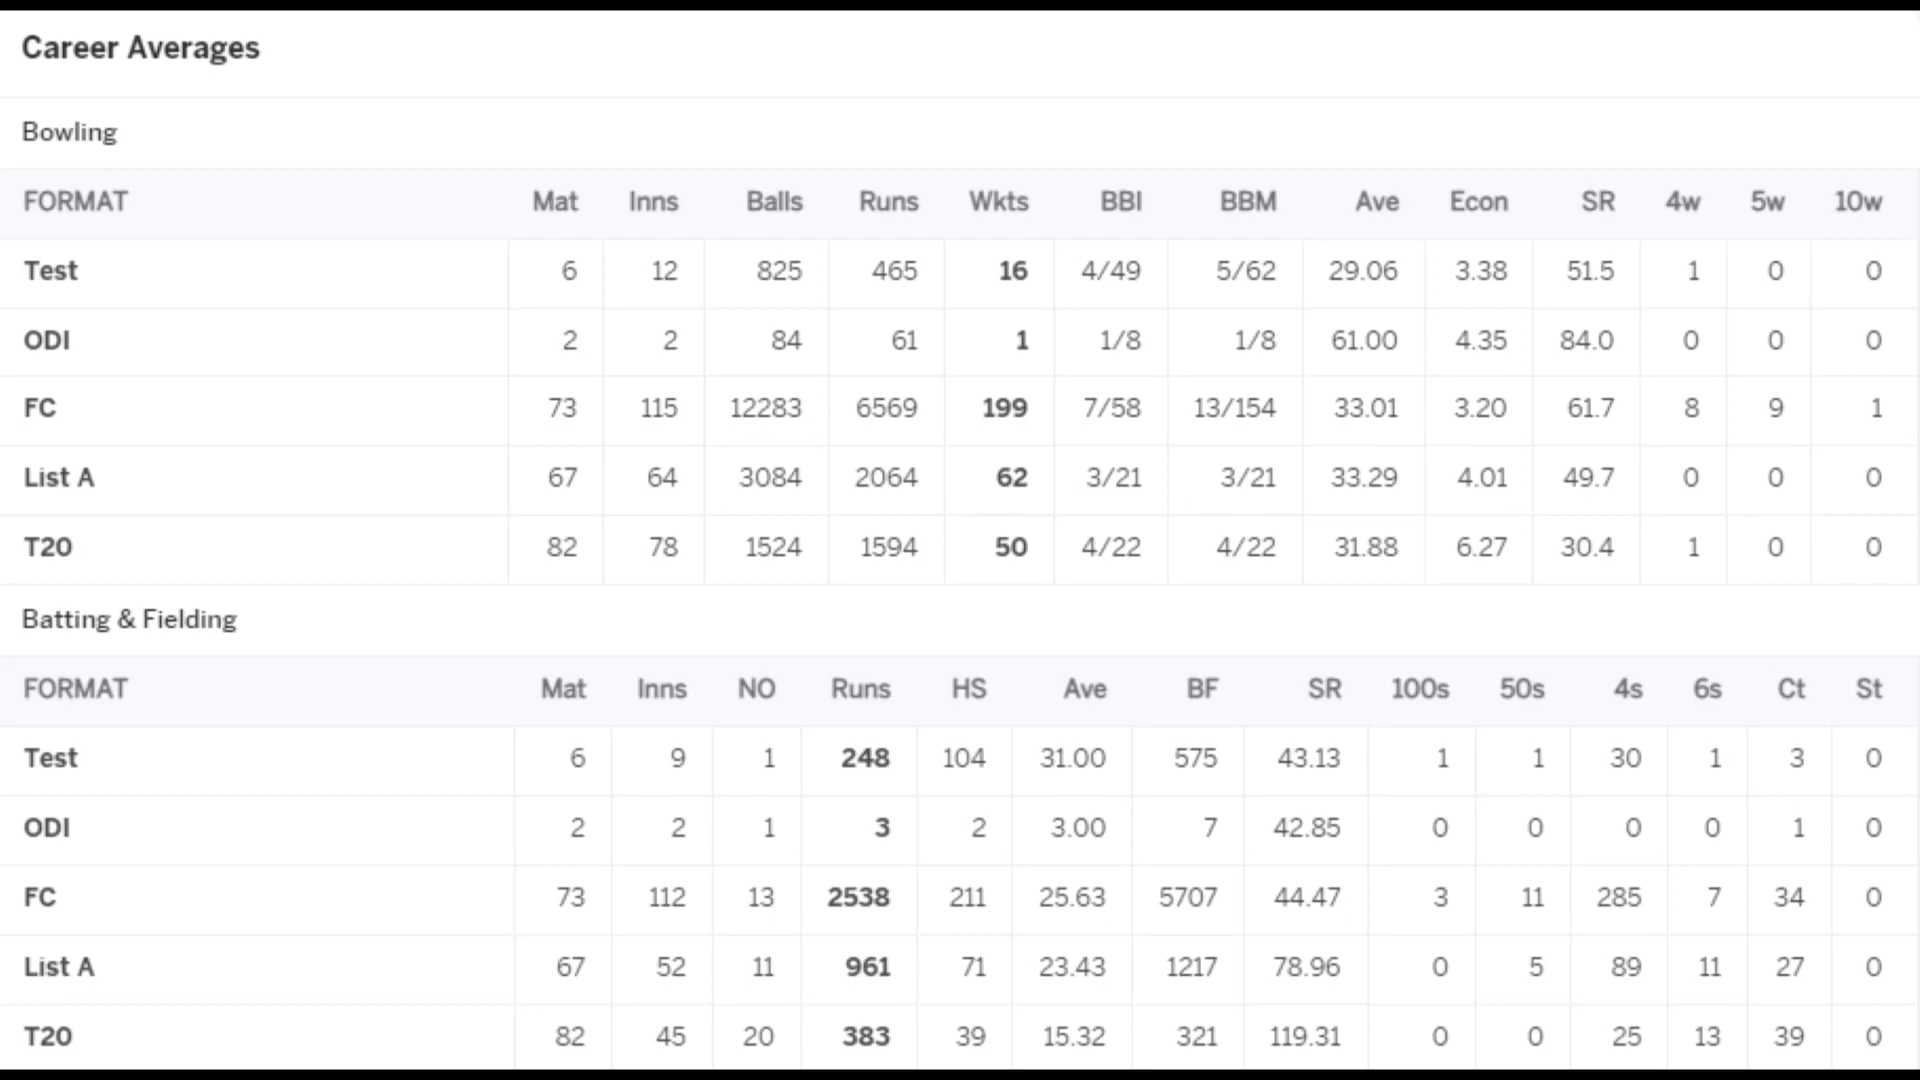 Career Averages
Bowling
FORMAT Mat Inns Balls Runs Wkts BBI BBM Ave Econ SR 4w 5w 10w
Test 6 12 825 465 16 4/49 5/62 29.06 3.38 51.5 1 0 0
ODI 2 2 84 61 1 1/8 1/8 61.00 4.35 84.0 0 0 0
FC 73 115 12283 6569 199 7/58 13/154 33.01 3.20 61.7 8 9 1
List A 67 64 3084 2064 62 3/21 3/21 33.29 4.01 49.7 0 0 0
T20 82 78 1524 1594 50 4/22 4/22 31.88 6.27 30.4 1 0 0
Batting & Fielding
FORMAT Mat Inns NO Runs HS Ave BF SR 100s 50s 4s 6s Ct St
Test 6 9 1 248 104 31.00 575 43.13 1 1 30 1 3 0
ODI 2 2 1 3 2 3.00 7 42.85 0 0 0 0 1 0
FC 73 112 13 2538 211 25.63 5707 44.47 3 11 285 7 34 0
List A 67 52 11 961 71 23.43 1217 78.96 0 5 89 11 27 0
T20 82 45 20 383 39 15.32 321 119.31 0 0 25 13 39 0